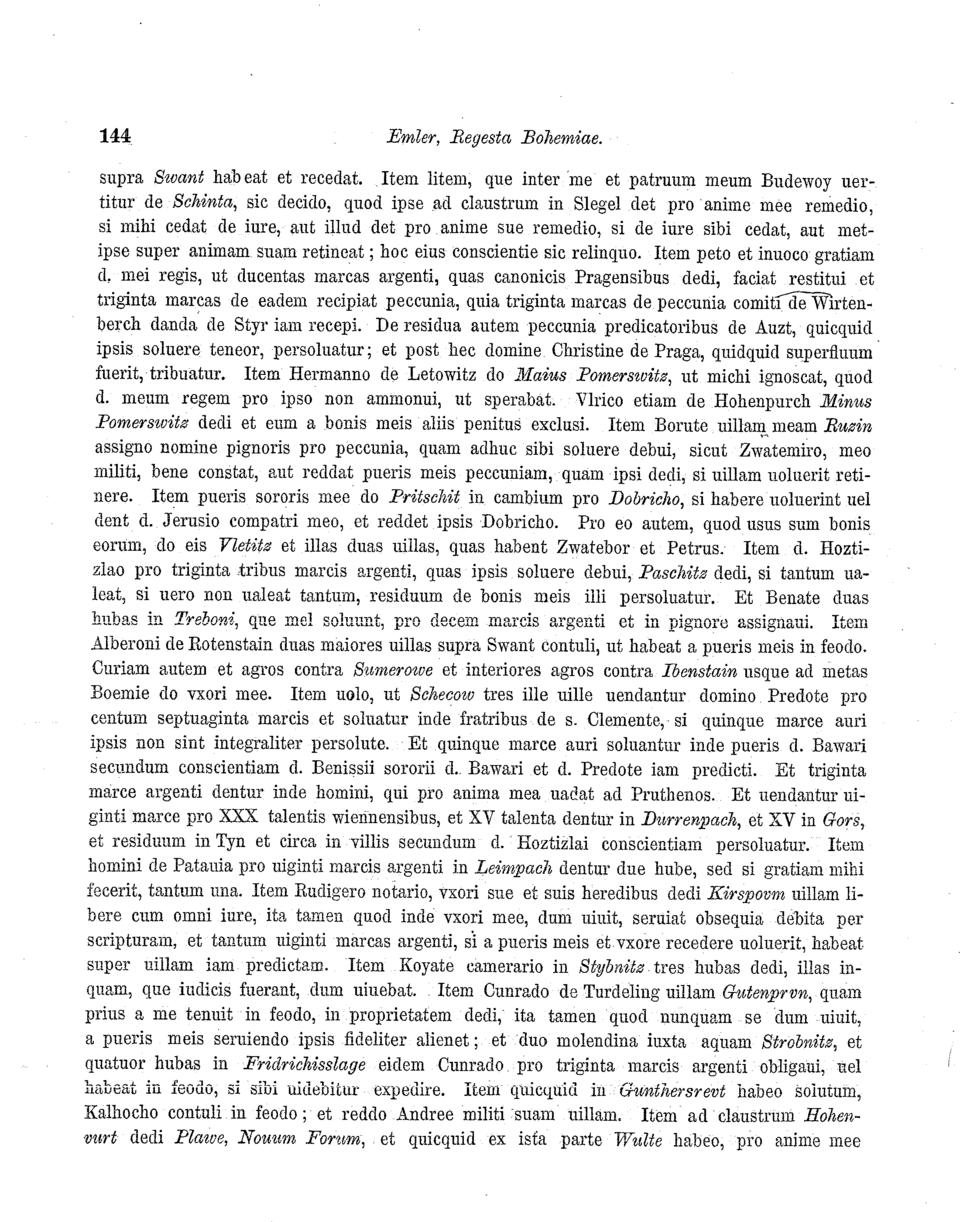 144 Emler, Regesta Bohemiae.
supra Swant habeat et recedat. Item litem, que inter me et patruum meum Budewoy uer-
titur de Schinta, sic decido, quod ipse ad claustrum in Slegel det pro anime mee remedio,
si mihi cedat de iure, aut illud det pro anime sue remedio, si de iure sibi cedat, aut met-
ipse super animam suam retineat; hoc eius conscientie sic relinquo. Item peto et inuoco gratiam
d. mei regis, ut ducentas marcas argenti, quas canonicis Pragensibus dedi, faciat restitui et
triginta marcas de eadem recipiat peccunia, quia triginta marcas de peccunia comiti de Wirten-
berch danda de Styr iam recepi. De residua autem peccunia predicatoribus de Auzt, quicquid
ipsis soluere teneor, persoluatur; et post hec domine Christine de Praga, quidquid superfluum
fuerit, tribuatur. Item Hermanno de Letowitz do Maius Pomerswitz, ut michi ignoscat, quod
d. meum regem pro ipso non ammonui, ut sperabat. Vlrico etiam de Hohenpurch Minus
Pomerswitz dedi et eum a bonis meis aliis penitus exclusi. Item Borute uillam meam Ruzin
assigno nomine pignoris pro peccunia, quam adhuc sibi soluere debui, sicut Zwatemiro, meo
militi, bene constat, aut reddat pueris meis peccuniam, quam ipsi dedi, si uillam uoluerit reti-
nere. Item pueris sororis mee do Pritschit in cambium pro Dobricho, si habere uoluerint uel
dent d. Jerusio compatri meo, et reddet ipsis Dobricho. Pro eo autem, quod usus sum bonis
eorum, do eis Vletitz et illas duas uillas, quas habent Zwatebor et Petrus. Item d. Hozti-
zlao pro triginta tribus marcis argenti, quas ipsis soluere debui, Paschitz dedi, si tantum ua-
leat, si uero non ualeat tantum, residuum de bonis meis illi persoluatur. Et Benate duas
hubas in Treboni, que mel soluunt, pro decem marcis argenti et in pignore assignaui. Item
Alberoni de Rotenstain duas maiores uillas supra Swant contuli, ut habeat a pueris meis in feodo.
Curiam autem et agros contra Sumerowe et interiores agros contra Ibenstain usque ad metas
Boemie do vxori mee. Item uolo, ut Schecow tres ille uille uendantur domino Predote pro
centum septuaginta marcis et soluatur inde fratribus de s. Clemente, si quinque marce auri
ipsis non sint integraliter persolute. Et quinque marce auri soluantur inde pueris d. Bawari
secundum conscientiam d. Benissii sororii d. Bawari et d. Predote iam predicti. Et triginta
marce argenti dentur inde homini, qui pro anima mea uadat ad Pruthenos. Et uendantur ui-
ginti marce pro XXX talentis wiennensibus, et XV talenta dentur in Durrenpach, et XV in Gors,
et residuum in Tyn et circa in villis secundum d. Hoztizlai conscientiam persoluatur. Item
homini de Patauia pro uiginti marcis argenti in Leimpach dentur due hube, sed si gratiam mihi
fecerit, tantum una. Item Rudigero notario, vxori sue et suis heredibus dedi Kirspovm uillam li-
bere cum omni iure, ita tamen quod inde vxori mee, dum uiuit, seruiat obsequia debita per
scripturam, et tantum uiginti marcas argenti, si a pueris meis et vxore recedere uoluerit, habeat
super uillam iam predictam. Item Koyate camerario in Stybnitz tres hubas dedi, illas in-
quam, que iudicis fuerant, dum uiuebat. Item Cunrado de Turdeling uillam Gutenprvn, quam
prius a me tenuit in feodo, in proprietatem dedi, ita tamen quod nunquam se dum uiuit,
a pueris meis seruiendo ipsis fideliter alienet; et duo molendina iuxta aquam Strobnitz, et
quatuor hubas in Fridrichisslage eidem Cunrado pro triginta marcis argenti obligaui, uel
habeat in feodo, si sibi uidebitur expedire. Item quicquid in Gunthersrevt habeo solutum,
Kalhocho contuli in feodo; et reddo Andree militi suam uillam. Item ad claustrum Hohen-
vurt dedi Plawe, Nouum Forum, et quicquid ex ista parte Wulte habeo, pro anime mee